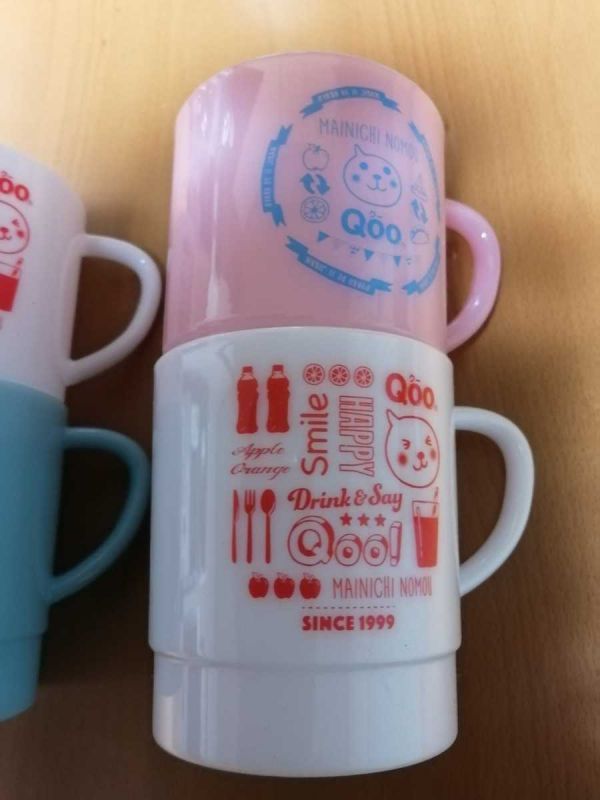 MAINICHI NOMOU
Qoo
Qoo
Smile
HAPPY
Apple
Orange
Drink & Say
Qoo!
MAINICHI NOMOU
SINCE 1999